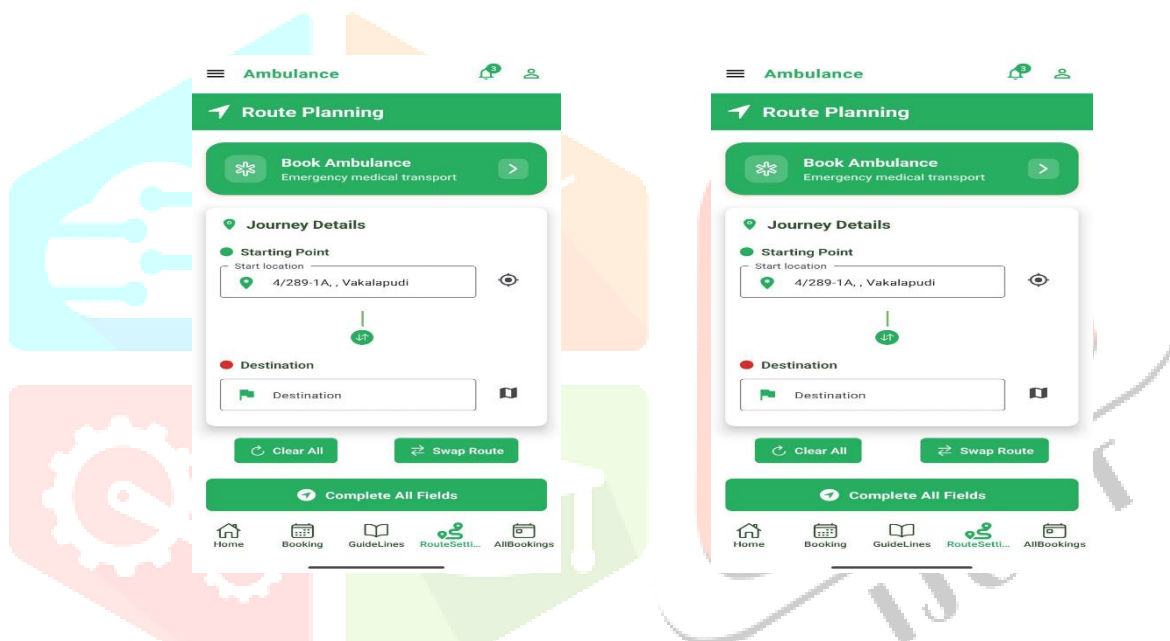 Ambulance
3
Route Planning
Book Ambulance
Emergency medical transport
Journey Details
Starting Point
Start location
4/289-1A, , Vakalapudi
Destination
Destination
Clear All
Swap Route
Complete All Fields
Home
Booking
GuideLines
RouteSetti...
AllBookings
Ambulance
3
Route Planning
Book Ambulance
Emergency medical transport
Journey Details
Starting Point
Start location
4/289-1A, , Vakalapudi
Destination
Destination
Clear All
Swap Route
Complete All Fields
Home
Booking
GuideLines
RouteSetti...
AllBookings